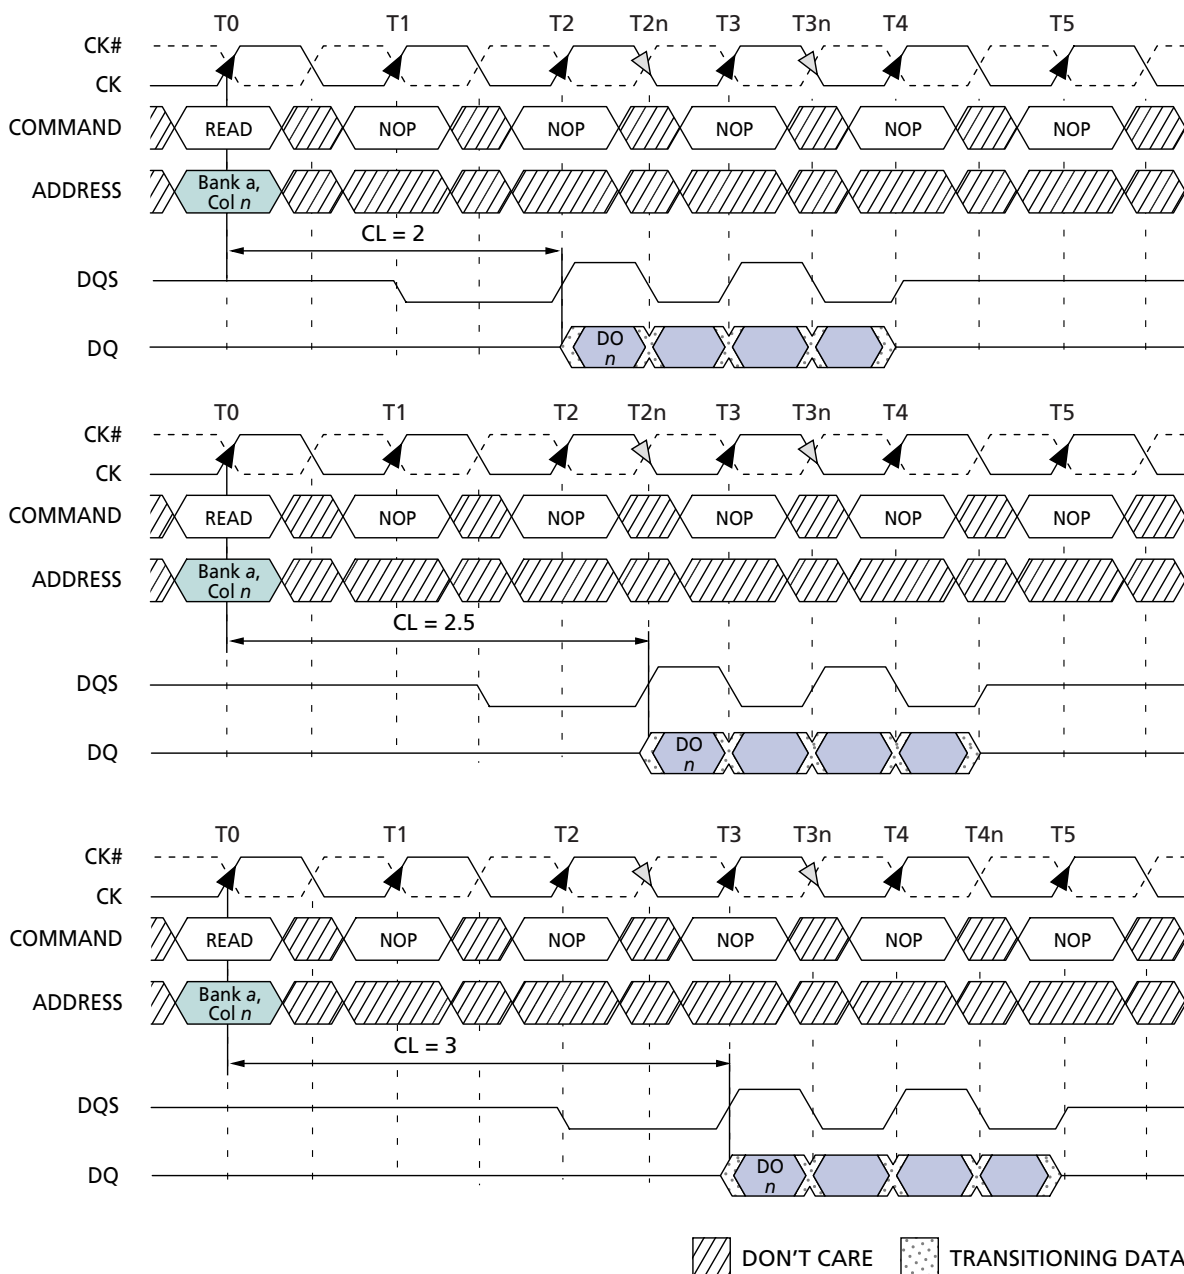 T0 T1 T2 T2n T3 T3n T4 T5
CK#
CK
COMMAND READ NOP NOP NOP NOP NOP
ADDRESS Bank a,
Col n
CL = 2
DQS
DQ DO
n
T0 T1 T2 T2n T3 T3n T4 T5
CK#
CK
COMMAND READ NOP NOP NOP NOP NOP
ADDRESS Bank a,
Col n
CL = 2.5
DQS
DQ DO
n
T0 T1 T2 T3 T3n T4 T4n T5
CK#
CK
COMMAND READ NOP NOP NOP NOP NOP
ADDRESS Bank a,
Col n
CL = 3
DQS
DQ DO
n
DON'T CARE TRANSITIONING DATA